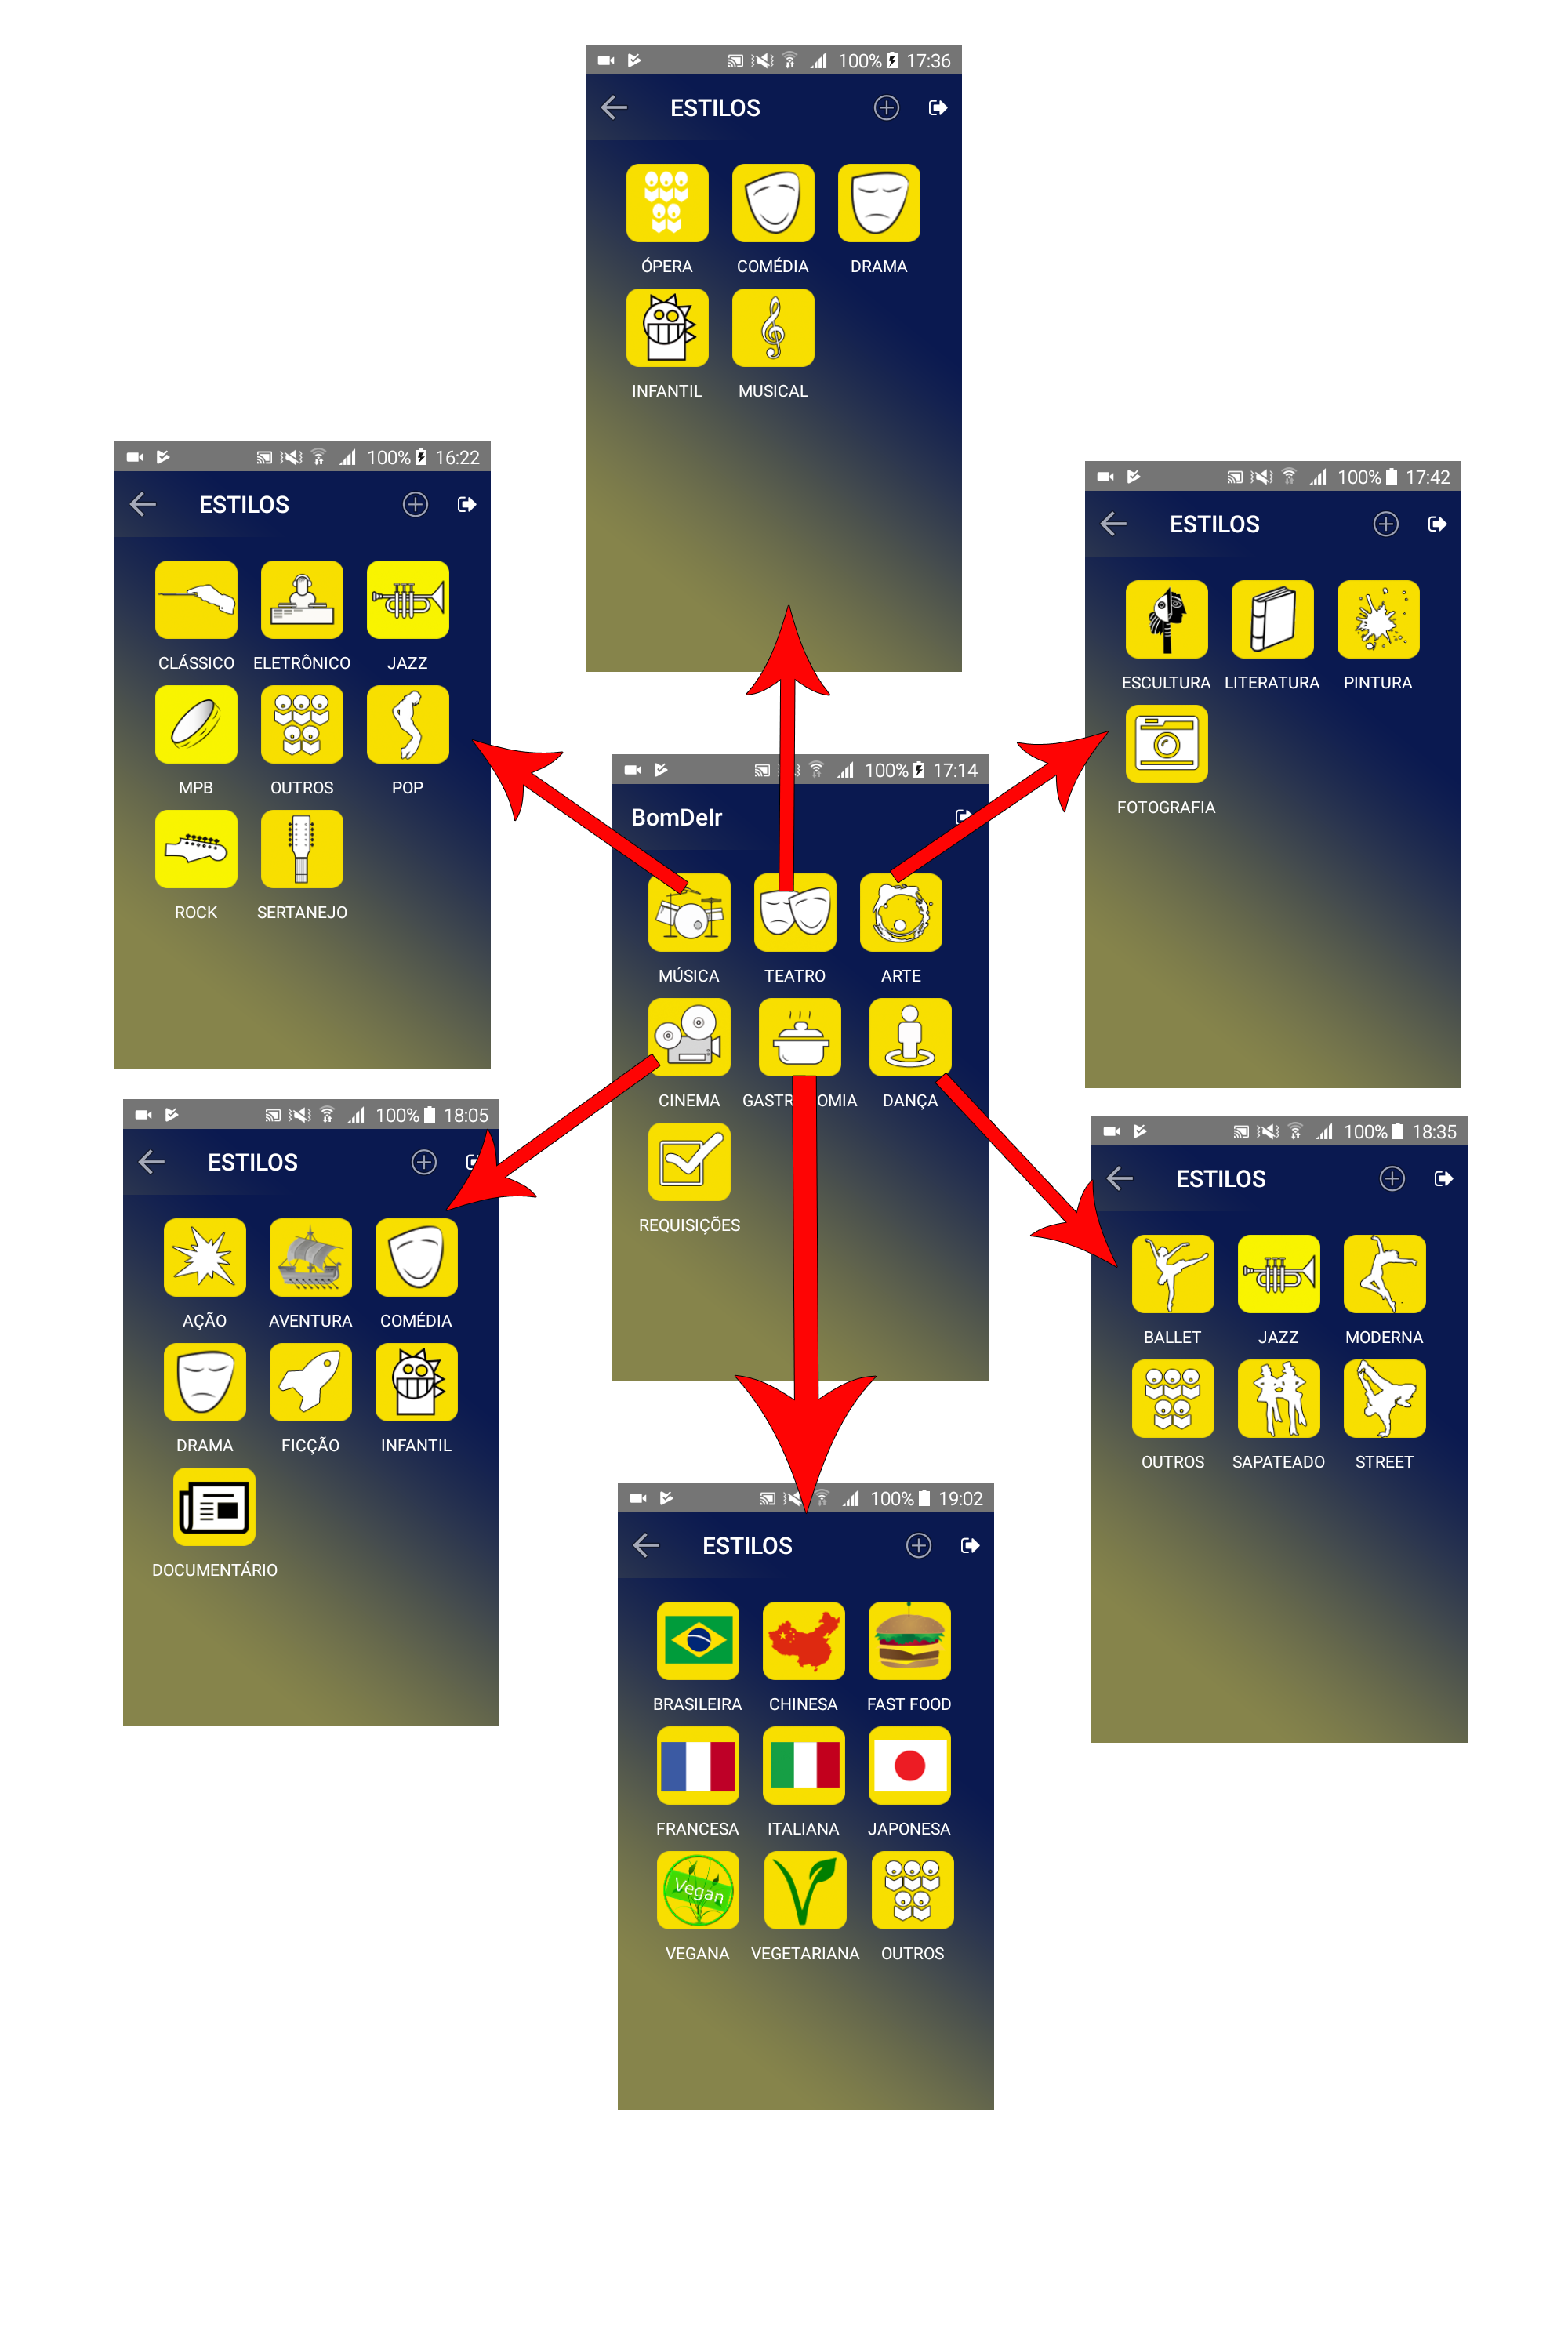 100% 17:36
ESTILOS
ÓPERA COMÉDIA DRAMA
INFANTIL MUSICAL
100% 16:22
ESTILOS
CLÁSSICO ELETRÔNICO JAZZ
MPB OUTROS POP
ROCK SERTANEJO
100% 17:42
ESTILOS
ESCULTURA LITERATURA PINTURA
FOTOGRAFIA
100% 17:14
BomDeIr
MÚSICA TEATRO ARTE
CINEMA GASTRONOMIA DANÇA
REQUISIÇÕES
100% 18:05
ESTILOS
AÇÃO AVENTURA COMÉDIA
DRAMA FICÇÃO INFANTIL
DOCUMENTÁRIO
100% 18:35
ESTILOS
BALLET JAZZ MODERNA
OUTROS SAPATEADO STREET
100% 19:02
ESTILOS
BRASILEIRA CHINESA FAST FOOD
FRANCESA ITALIANA JAPONESA
Vegan
VEGANA VEGETARIANA OUTROS